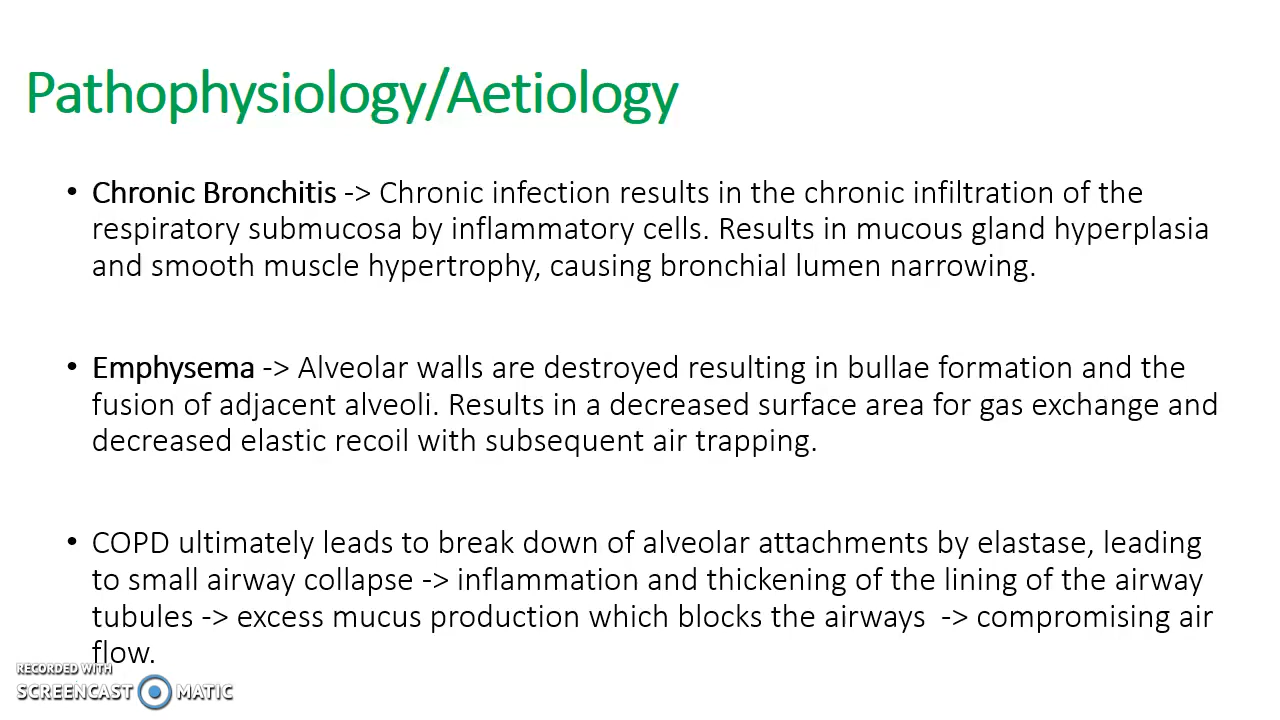 Pathophysiology/Aetiology
• Chronic Bronchitis -> Chronic infection results in the chronic infiltration of the
respiratory submucosa by inflammatory cells. Results in mucous gland hyperplasia
and smooth muscle hypertrophy, causing bronchial lumen narrowing.
• Emphysema -> Alveolar walls are destroyed resulting in bullae formation and the
fusion of adjacent alveoli. Results in a decreased surface area for gas exchange and
decreased elastic recoil with subsequent air trapping.
• COPD ultimately leads to break down of alveolar attachments by elastase, leading
to small airway collapse -> inflammation and thickening of the lining of the airway
tubules -> excess mucus production which blocks the airways  -> compromising air
flow.
RECORDED WITH
SCREENCAST MATIC